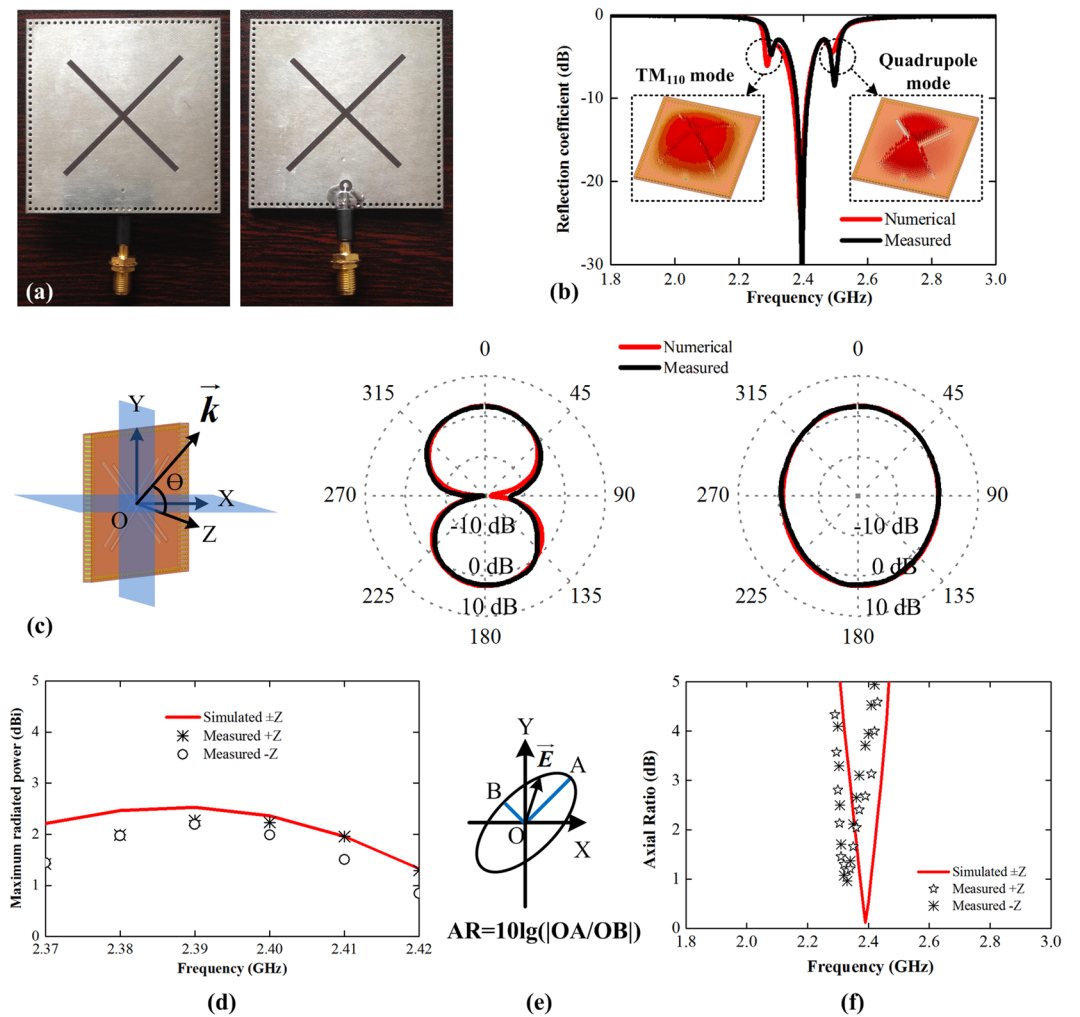 (a)
0
-10
-20
-30
Reflection coefficient (dB)
TM110 mode
Quadrupole
mode
Numerical
Measured
1.8 2.0 2.2 2.4 2.6 2.8 3.0
Frequency (GHz)
(b)
Y
k
Θ
X
O
Z
(c)
Numerical
Measured
0
315 45
270 90
-10 dB
0 dB
225 135
10 dB
180
0
315 45
270 90
-10 dB
0 dB
225 135
10 dB
180
5
4
3
2
1
0
Maximum radiated power (dBi)
Simulated ±Z
Measured +Z
Measured -Z
2.37 2.38 2.39 2.40 2.41 2.42
Frequency (GHz)
(d)
Y
E
A
B
O
X
AR=10lg(|OA/OB|)
(e)
5
4
3
2
1
0
Axial Ratio (dB)
Simulated ±Z
Measured +Z
Measured -Z
1.8 2.0 2.2 2.4 2.6 2.8 3.0
Frequency (GHz)
(f)